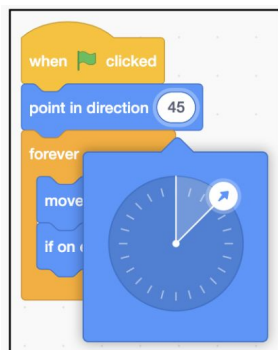 when clicked
point in direction 45
forever
move
if on